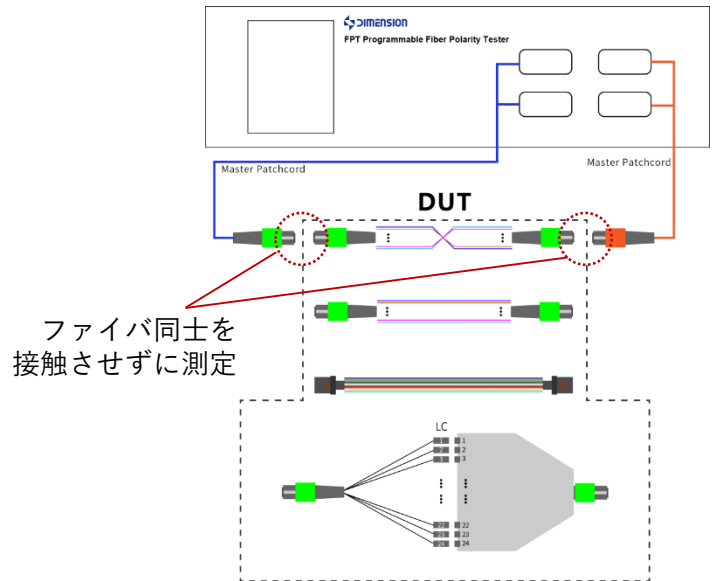 DIMENSION
FPT Programmable Fiber Polarity Tester
Master Patchcord
Master Patchcord
DUT
ファイバ同士を
接触させずに測定
LC
1 1
2 2
3 3
22 22
23 23
24 24